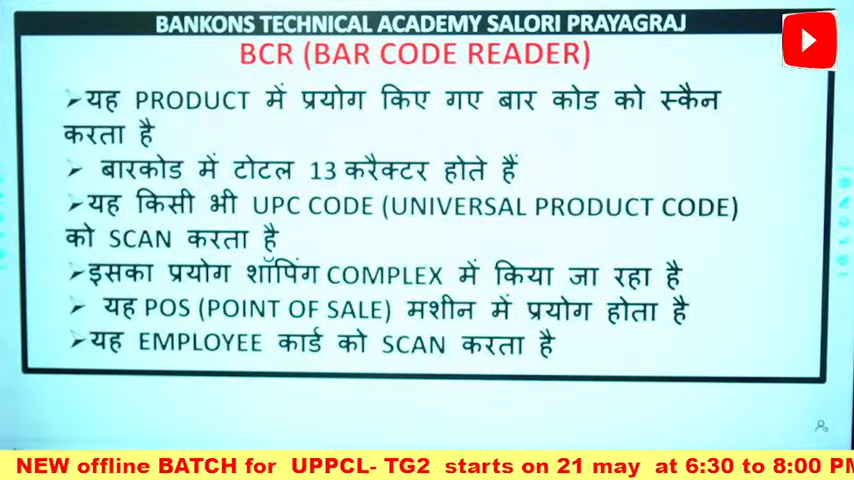 BANKONS TECHNICAL ACADEMY SALORI PRAYAGRAJ
BCR (BAR CODE READER)
➢यह PRODUCT में प्रयोग किए गए बार कोड को स्कैन
करता है
➢ बारकोड में टोटल 13 करैक्टर होते हैं
➢यह किसी भी UPC CODE (UNIVERSAL PRODUCT CODE)
को SCAN करता है
➢इसका प्रयोग शॉपिंग COMPLEX में किया जा रहा है
➢ यह POS (POINT OF SALE) मशीन में प्रयोग होता है
➢यह EMPLOYEE कार्ड को SCAN करता है
NEW offline BATCH for UPPCL- TG2 starts on 21 may at 6:30 to 8:00 PM